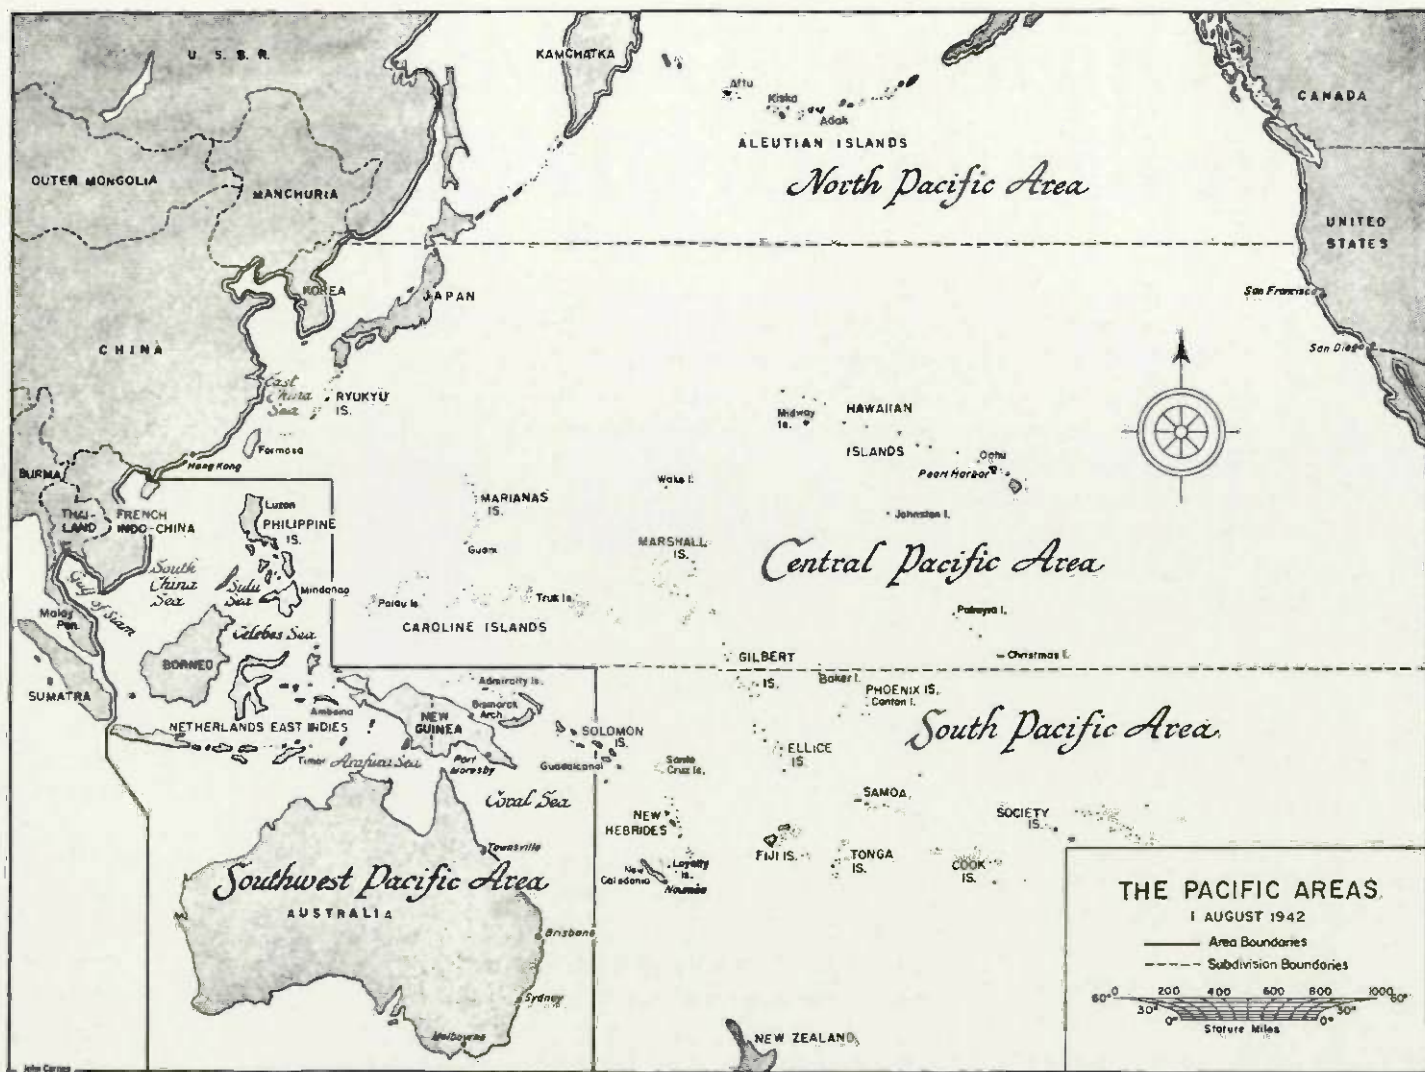 U. S. S. R.
KAMCHATKA
Attu
Kiska
Adak
ALEUTIAN ISLANDS
CANADA
North Pacific Area
OUTER MONGOLIA
MANCHURIA
UNITED
STATES
KOREA
JAPAN
San Francisco
San Diego
CHINA
East
China
Sea
RYUKYU
IS.
Midway
Is.
HAWAIIAN
ISLANDS
Formosa
Hong Kong
BURMA
Oahu
Pearl Harbor
Wake I.
MARIANAS
IS.
Johnston I.
THAI-
LAND
FRENCH
INDO-CHINA
Luzon
PHILIPPINE
IS.
Guam
MARSHALL
IS.
Central Pacific Area
South
China
Sea
Sulu
Sea
Mindanao
Gulf of Siam
Malay
Pen.
Palau Is.
Truk Is.
CAROLINE ISLANDS
Palmyra I.
Celebes Sea
BORNEO
GILBERT
IS.
Christmas I.
SUMATRA
Admiralty Is.
Baker I.
PHOENIX IS.
Canton I.
Amboina
Bismarck
Arch.
NEW
GUINEA
NETHERLANDS EAST INDIES
SOLOMON
IS.
South Pacific Area
Timor
Arafura Sea
Port
Moresby
Guadalcanal
Santa
Cruz Is.
ELLICE
IS.
Coral Sea
SAMOA
SOCIETY
IS.
NEW
HEBRIDES
Townsville
FIJI IS.
TONGA
IS.
COOK
IS.
New
Caledonia
Loyalty
Is.
Nouméa
Southwest Pacific Area
AUSTRALIA
Brisbane
Sydney
Melbourne
NEW ZEALAND
THE PACIFIC AREAS
1 AUGUST 1942
Area Boundaries
Subdivision Boundaries
0 200 400 600 800 1000
60° 60°
30° 30°
0° 0°
Statute Miles
John Carnes